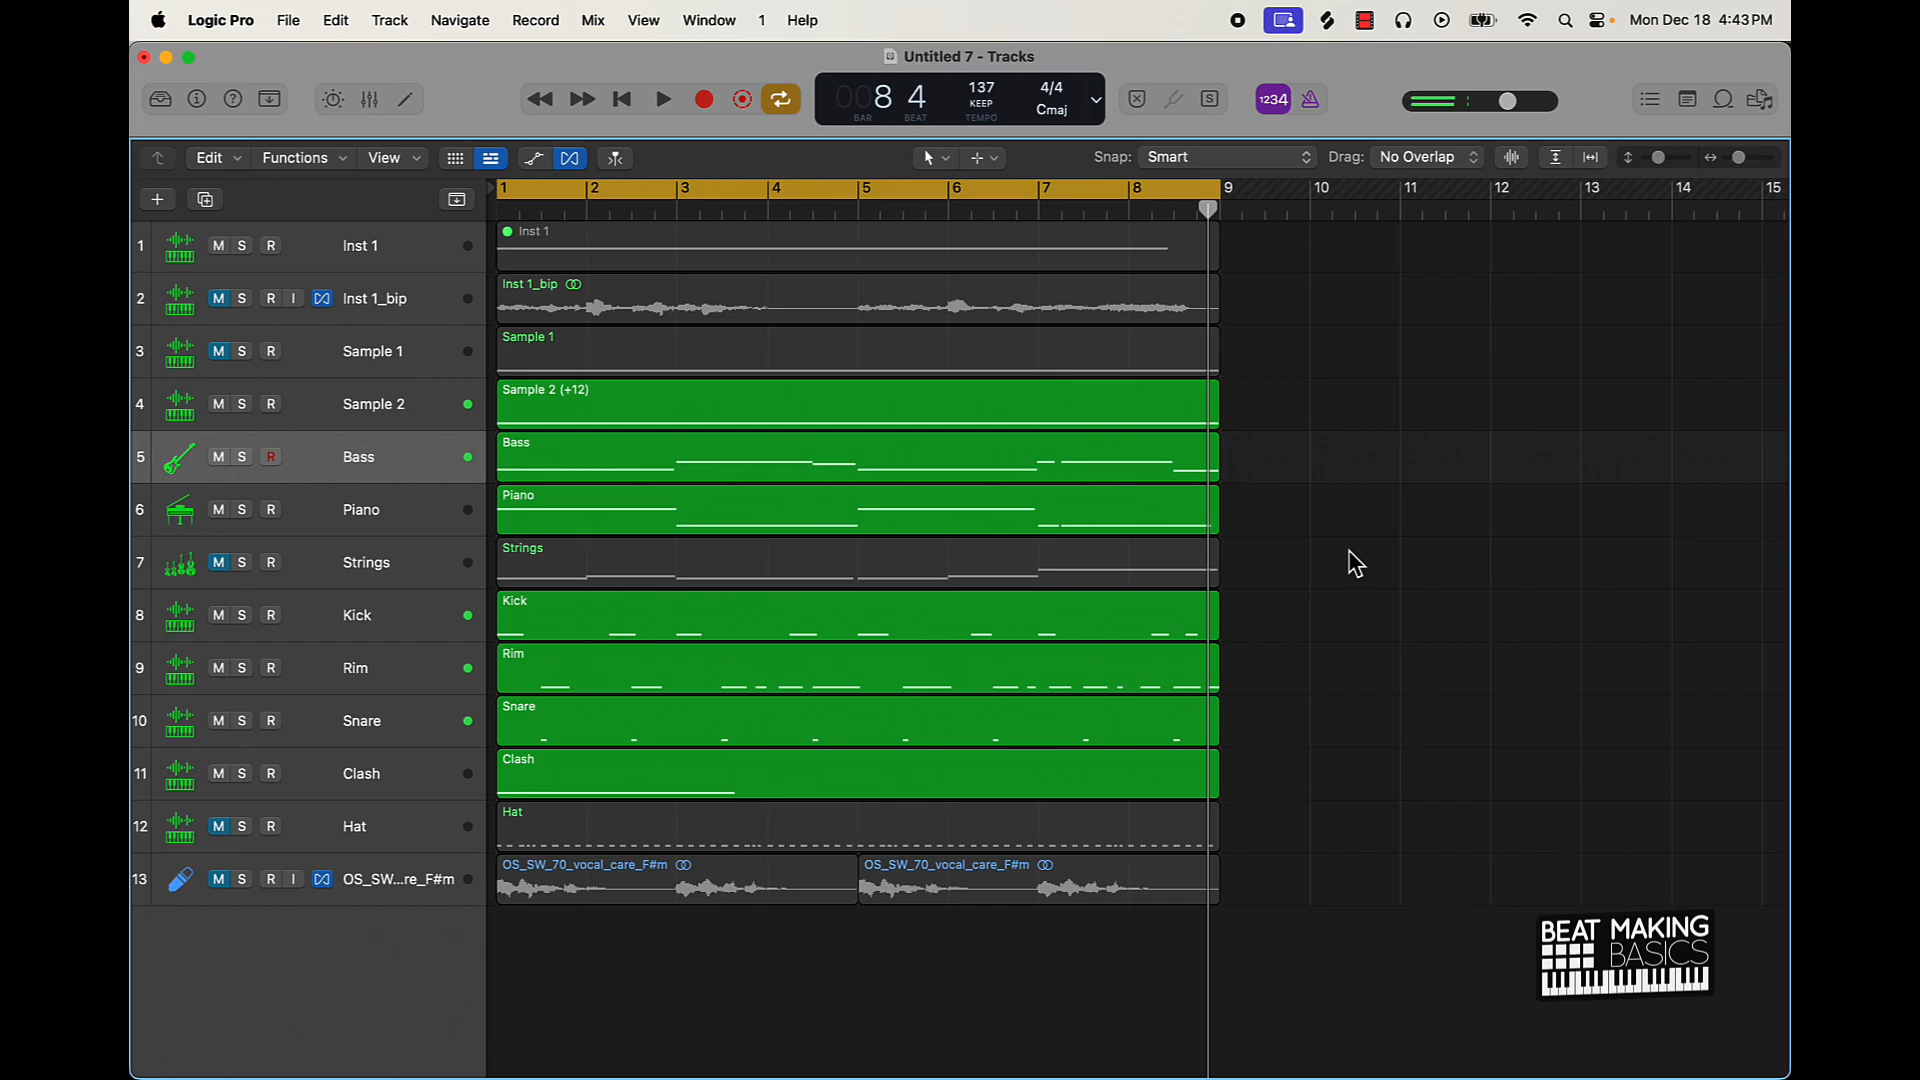 Logic Pro File Edit Track Navigate Record Mix View Window 1 Help Mon Dec 18 4:43 PM
Untitled 7 - Tracks
008 4 137 KEEP 4/4 Cmaj
BAR BEAT TEMPO
S 1234
Edit Functions View Snap: Smart Drag: No Overlap
1 2 3 4 5 6 7 8 9 10 11 12 13 14 15
1 M S R Inst 1 Inst 1
2 M S R I Inst 1_bip Inst 1_bip
3 M S R Sample 1 Sample 1
4 M S R Sample 2 Sample 2 (+12)
5 M S R Bass Bass
6 M S R Piano Piano
7 M S R Strings Strings
8 M S R Kick Kick
9 M S R Rim Rim
10 M S R Snare Snare
11 M S R Clash Clash
12 M S R Hat Hat
13 M S R I OS_SW...re_F#m OS_SW_70_vocal_care_F#m OS_SW_70_vocal_care_F#m
BEAT MAKING
BASICS